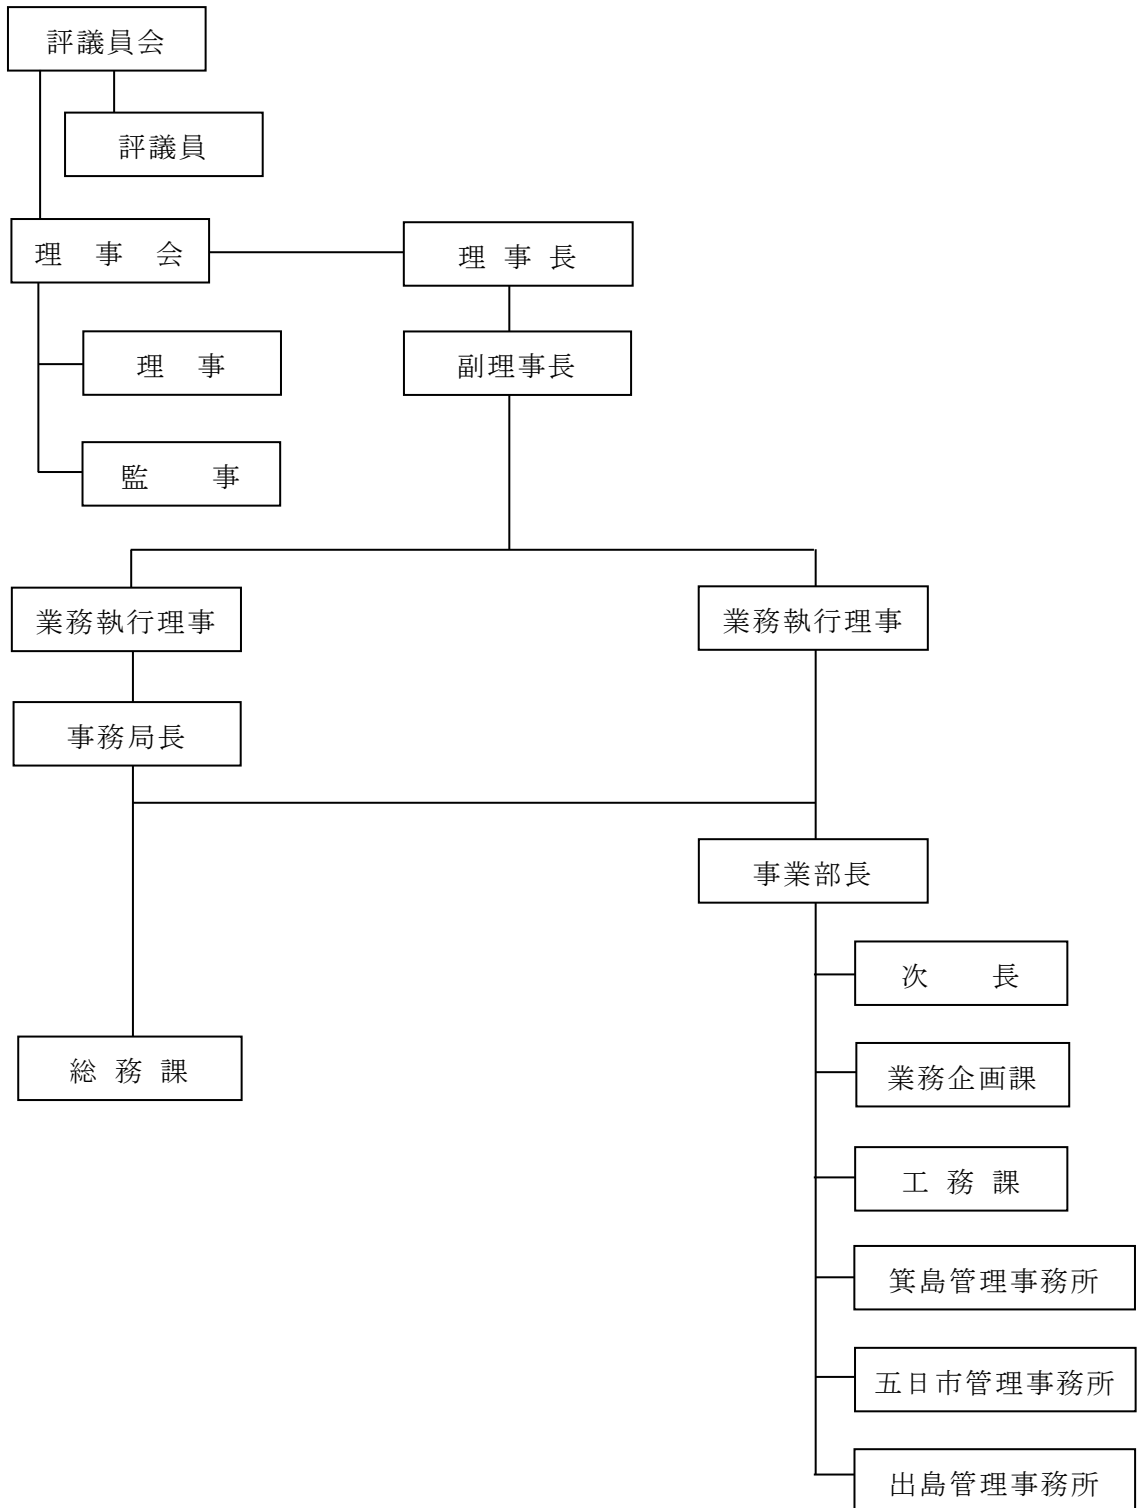 評議員会
評議員
理　事　会
理 事 長
理　事
副理事長
監　　事
業務執行理事
業務執行理事
事務局長
事業部長
次　　長
総 務 課
業務企画課
工 務 課
箕島管理事務所
五日市管理事務所
出島管理事務所